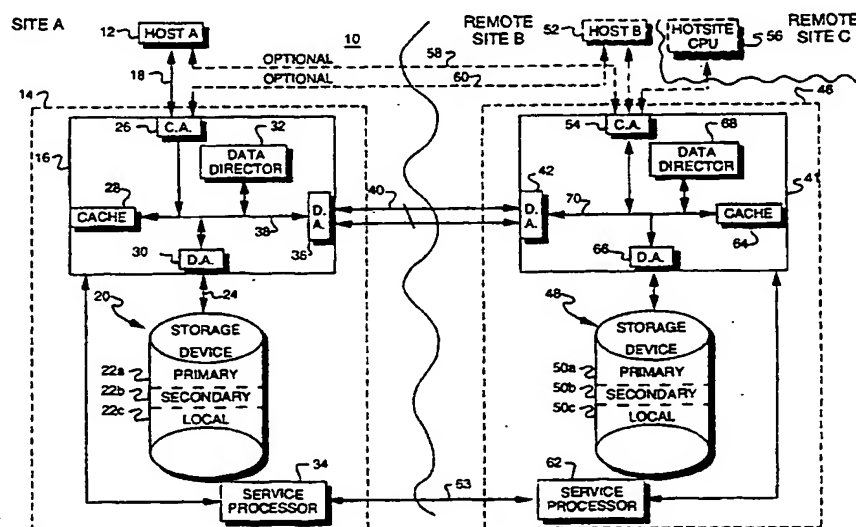 SITE A
12
HOST A
10
REMOTE
SITE B
52
HOST B
HOTSITE
CPU
56
REMOTE
SITE C
OPTIONAL
58
18
OPTIONAL
60
14
46
26
C.A.
32
16
DATA
DIRECTOR
28
CACHE
38
D.
A.
36
30
D.A.
24
40
54
C.A.
68
DATA
DIRECTOR
42
D.
A.
41
70
CACHE
64
66
D.A.
20
STORAGE
DEVICE
22a
PRIMARY
22b
SECONDARY
22c
LOCAL
48
STORAGE
DEVICE
50a
PRIMARY
50b
SECONDARY
50c
LOCAL
34
SERVICE
PROCESSOR
53
62
SERVICE
PROCESSOR